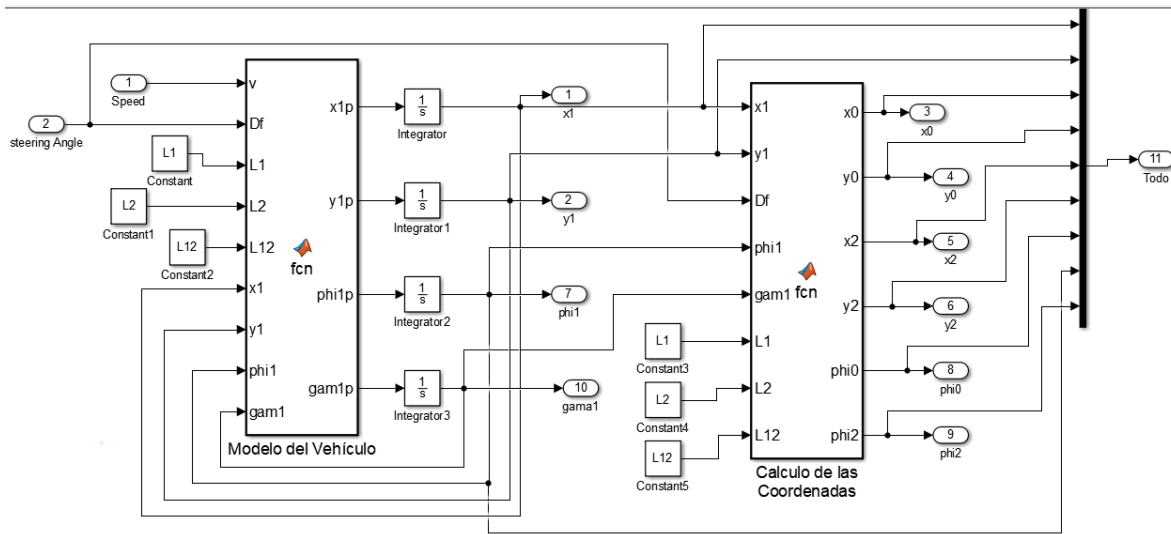 1
Speed
2
steering Angle
L1
Constant
L2
Constant1
L12
Constant2
v
Df
L1
L2
L12
x1
y1
phi1
gam1
fcn
x1p
y1p
phi1p
gam1p
Modelo del Vehículo
1
s
Integrator
1
s
Integrator1
1
s
Integrator2
1
s
Integrator3
1
x1
2
y1
7
phi1
10
gama1
L1
Constant3
L2
Constant4
L12
Constant5
x1
y1
Df
phi1
gam1
L1
L2
L12
fcn
x0
y0
x2
y2
phi0
phi2
Calculo de las
Coordenadas
3
x0
4
y0
5
x2
6
y2
8
phi0
9
phi2
11
Todo